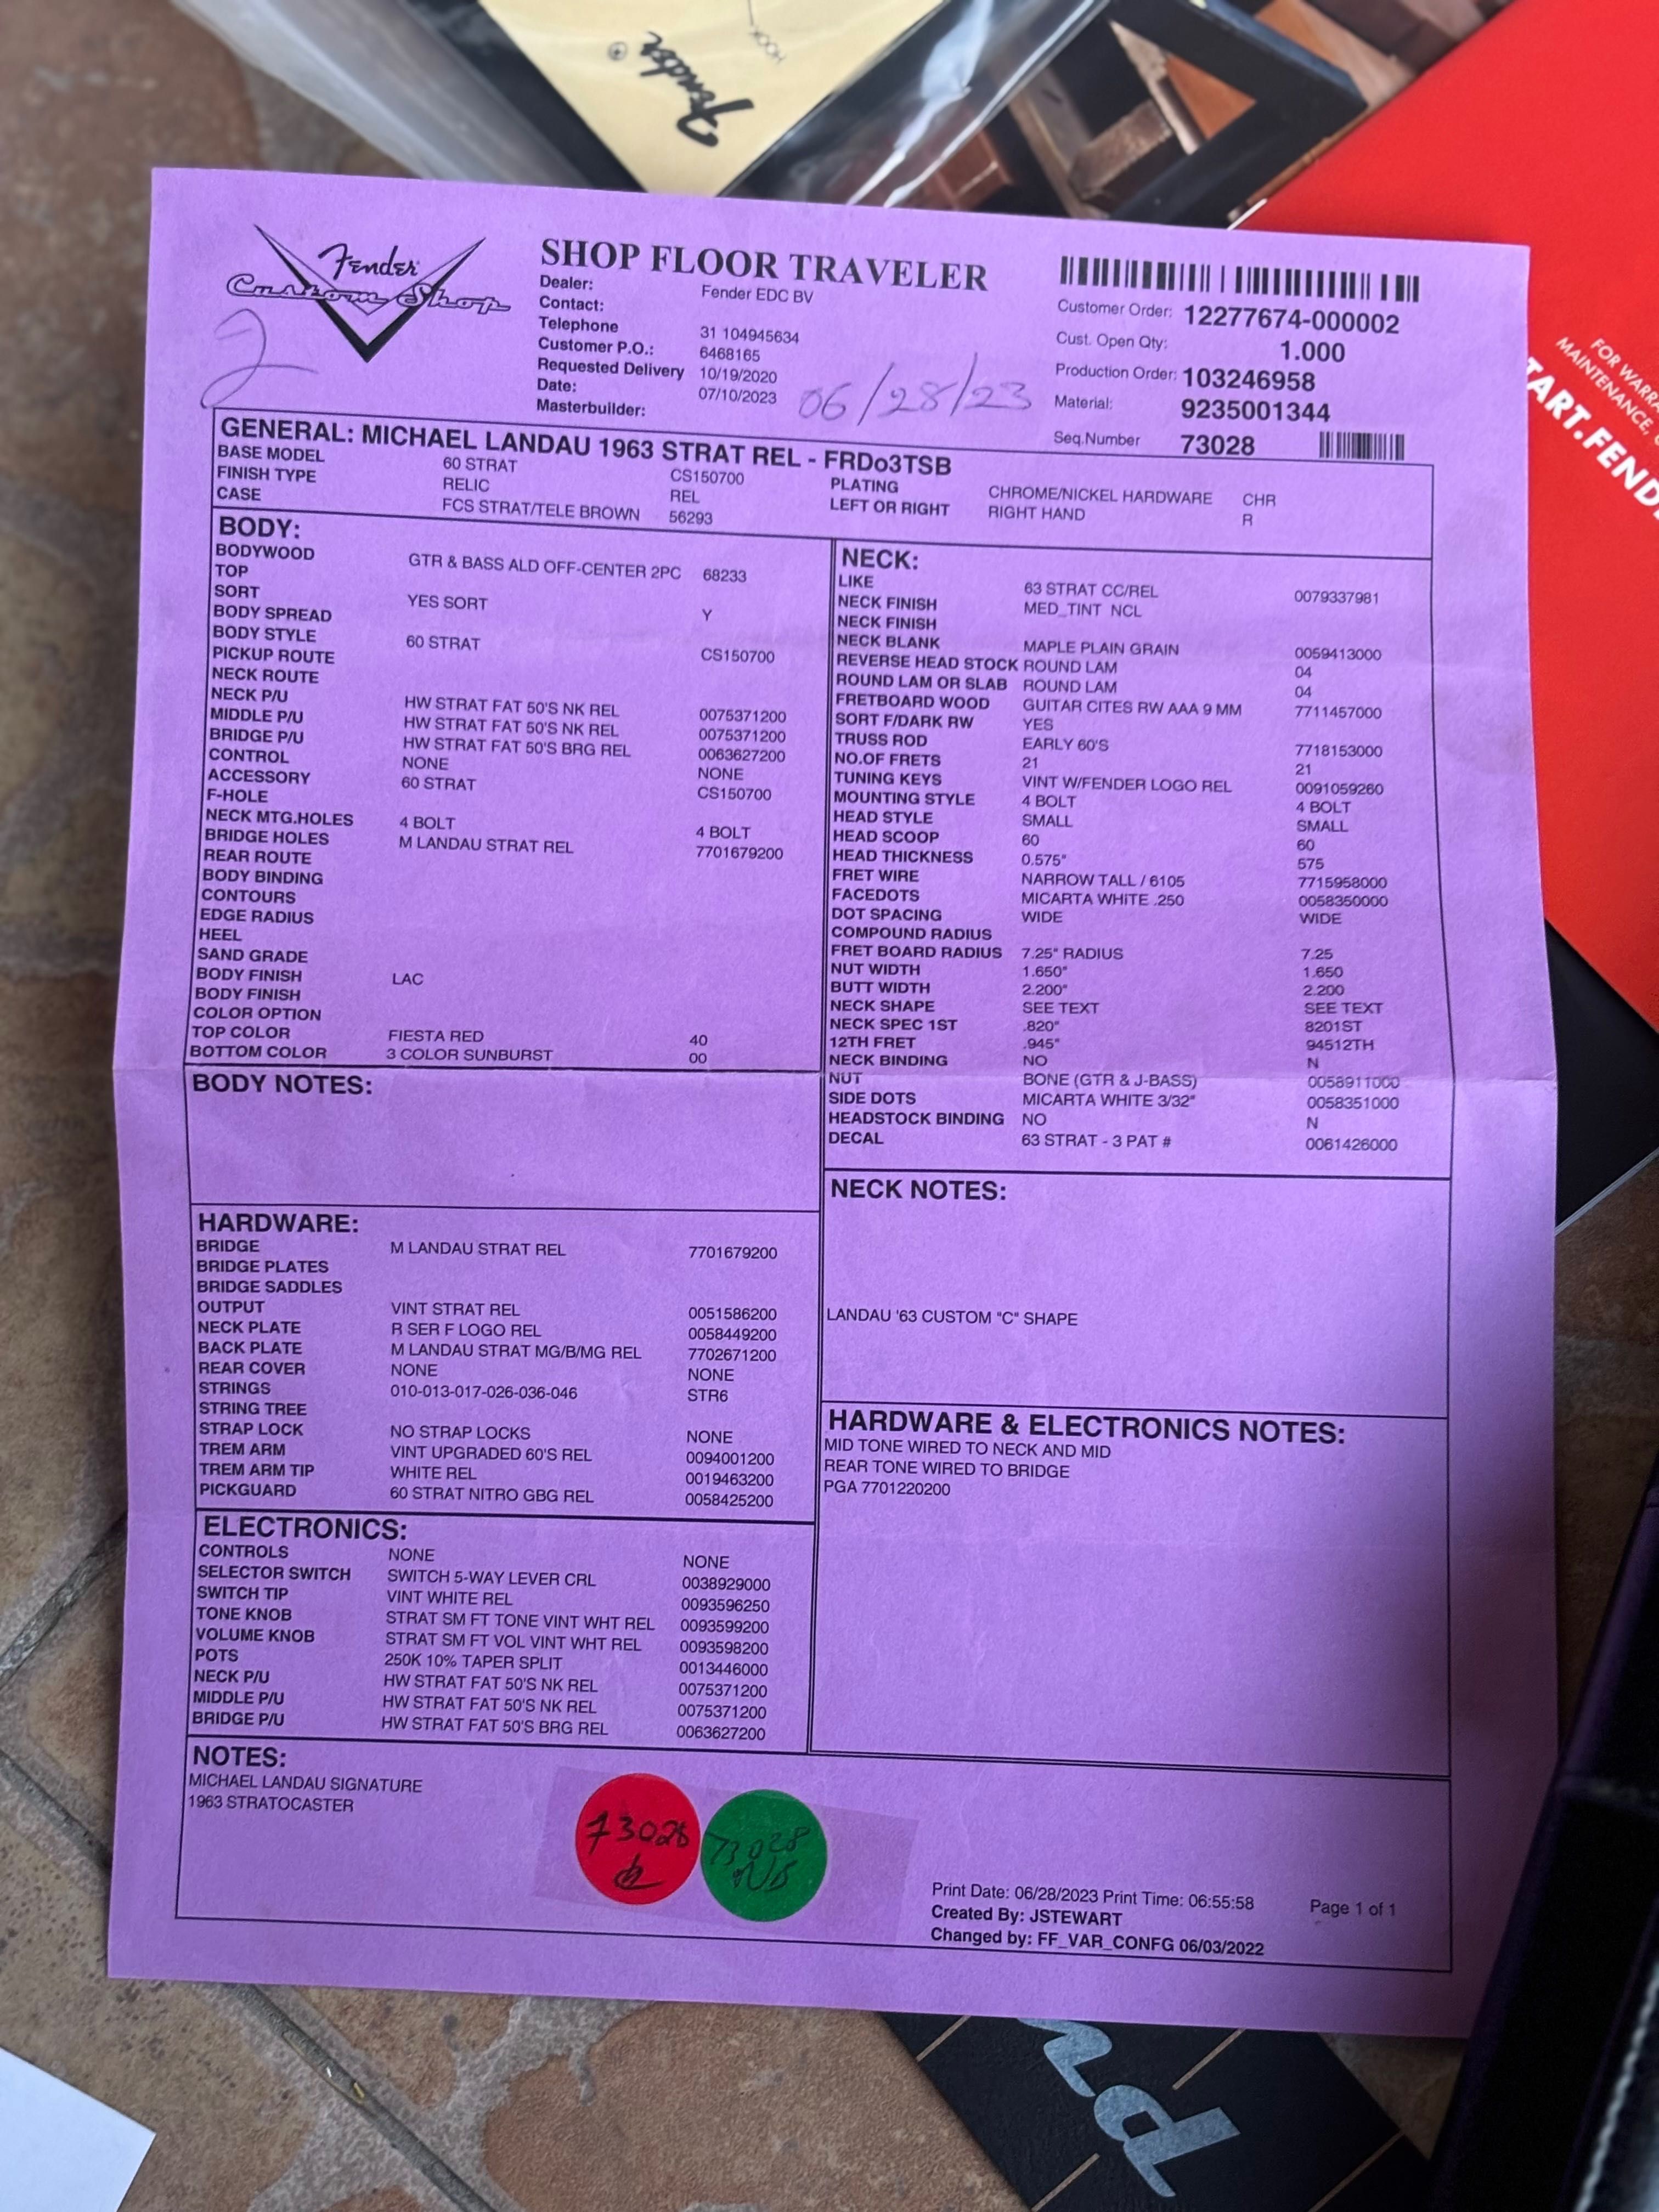 Fender
®
FOR WARRA
MAINTENANCE,
TART.FEND
Fender
Custom Shop
2
SHOP FLOOR TRAVELER
Dealer: Fender EDC BV
Contact:
Telephone 31 104945634
Customer P.O.: 6468165
Requested Delivery 10/19/2020
Date: 07/10/2023
Masterbuilder:
06/28/23
Customer Order: 12277674-000002
Cust. Open Qty: 1.000
Production Order: 103246958
Material: 9235001344
Seq.Number 73028
GENERAL: MICHAEL LANDAU 1963 STRAT REL - FRDo3TSB
BASE MODEL 60 STRAT CS150700
FINISH TYPE RELIC REL
CASE FCS STRAT/TELE BROWN 56293
PLATING CHROME/NICKEL HARDWARE CHR
LEFT OR RIGHT RIGHT HAND R
BODY:
BODYWOOD GTR & BASS ALD OFF-CENTER 2PC 68233
TOP
SORT YES SORT Y
BODY SPREAD
BODY STYLE 60 STRAT CS150700
PICKUP ROUTE
NECK ROUTE
NECK P/U HW STRAT FAT 50'S NK REL 0075371200
MIDDLE P/U HW STRAT FAT 50'S NK REL 0075371200
BRIDGE P/U HW STRAT FAT 50'S BRG REL 0063627200
CONTROL NONE NONE
ACCESSORY 60 STRAT CS150700
F-HOLE
NECK MTG.HOLES 4 BOLT 4 BOLT
BRIDGE HOLES M LANDAU STRAT REL 7701679200
REAR ROUTE
BODY BINDING
CONTOURS
EDGE RADIUS
HEEL
SAND GRADE
BODY FINISH LAC
BODY FINISH
COLOR OPTION
TOP COLOR FIESTA RED 40
BOTTOM COLOR 3 COLOR SUNBURST 00
BODY NOTES:
HARDWARE:
BRIDGE M LANDAU STRAT REL 7701679200
BRIDGE PLATES
BRIDGE SADDLES
OUTPUT VINT STRAT REL 0051586200
NECK PLATE R SER F LOGO REL 0058449200
BACK PLATE M LANDAU STRAT MG/B/MG REL 7702671200
REAR COVER NONE NONE
STRINGS 010-013-017-026-036-046 STR6
STRING TREE
STRAP LOCK NO STRAP LOCKS NONE
TREM ARM VINT UPGRADED 60'S REL 0094001200
TREM ARM TIP WHITE REL 0019463200
PICKGUARD 60 STRAT NITRO GBG REL 0058425200
ELECTRONICS:
CONTROLS NONE NONE
SELECTOR SWITCH SWITCH 5-WAY LEVER CRL 0038929000
SWITCH TIP VINT WHITE REL 0093596250
TONE KNOB STRAT SM FT TONE VINT WHT REL 0093599200
VOLUME KNOB STRAT SM FT VOL VINT WHT REL 0093598200
POTS 250K 10% TAPER SPLIT 0013446000
NECK P/U HW STRAT FAT 50'S NK REL 0075371200
MIDDLE P/U HW STRAT FAT 50'S NK REL 0075371200
BRIDGE P/U HW STRAT FAT 50'S BRG REL 0063627200
NECK:
LIKE 63 STRAT CC/REL 0079337981
NECK FINISH MED_TINT NCL
NECK FINISH
NECK BLANK MAPLE PLAIN GRAIN 0059413000
REVERSE HEAD STOCK ROUND LAM 04
ROUND LAM OR SLAB ROUND LAM 04
FRETBOARD WOOD GUITAR CITES RW AAA 9 MM 7711457000
SORT F/DARK RW YES
TRUSS ROD EARLY 60'S 7718153000
NO.OF FRETS 21 21
TUNING KEYS VINT W/FENDER LOGO REL 0091059260
MOUNTING STYLE 4 BOLT 4 BOLT
HEAD STYLE SMALL SMALL
HEAD SCOOP 60 60
HEAD THICKNESS 0.575" 575
FRET WIRE NARROW TALL / 6105 7715958000
FACEDOTS MICARTA WHITE .250 0058350000
DOT SPACING WIDE WIDE
COMPOUND RADIUS
FRET BOARD RADIUS 7.25" RADIUS 7.25
NUT WIDTH 1.650" 1.650
BUTT WIDTH 2.200" 2.200
NECK SHAPE SEE TEXT SEE TEXT
NECK SPEC 1ST .820" 8201ST
12TH FRET .945" 94512TH
NECK BINDING NO N
NUT BONE (GTR & J-BASS) 0058911000
SIDE DOTS MICARTA WHITE 3/32" 0058351000
HEADSTOCK BINDING NO N
DECAL 63 STRAT - 3 PAT # 0061426000
NECK NOTES:
LANDAU '63 CUSTOM "C" SHAPE
HARDWARE & ELECTRONICS NOTES:
MID TONE WIRED TO NECK AND MID
REAR TONE WIRED TO BRIDGE
PGA 7701220200
NOTES:
MICHAEL LANDAU SIGNATURE
1963 STRATOCASTER
73028
73028
NB
Print Date: 06/28/2023 Print Time: 06:55:58
Page 1 of 1
Created By: JSTEWART
Changed by: FF_VAR_CONFG 06/03/2022